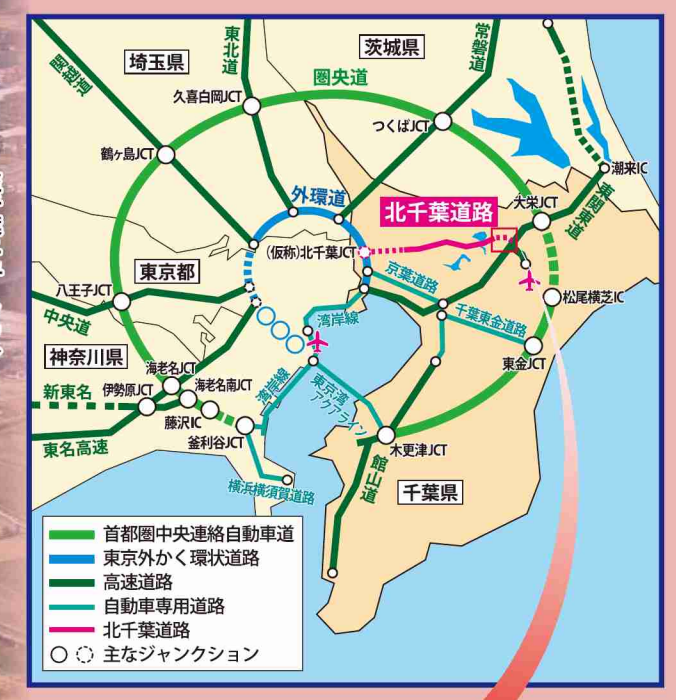 東北道
茨城県
常磐道
埼玉県
関越道
圏央道
久喜白岡JCT
つくばJCT
鶴ヶ島JCT
潮来IC
外環道
北千葉道路
大栄JCT
東関東道
(仮称)北千葉JCT
東京都
京葉道路
八王子JCT
松尾横芝IC
中央道
湾岸線
千葉東金道路
神奈川県
海老名JCT
東金JCT
新東名
伊勢原JCT
海老名南JCT
湾岸線
東京湾
アクアライン
藤沢IC
釜利谷JCT
東名高速
木更津JCT
館山道
横浜横須賀道路
千葉県
首都圏中央連絡自動車道
東京外かく環状道路
高速道路
自動車専用道路
北千葉道路
主なジャンクション